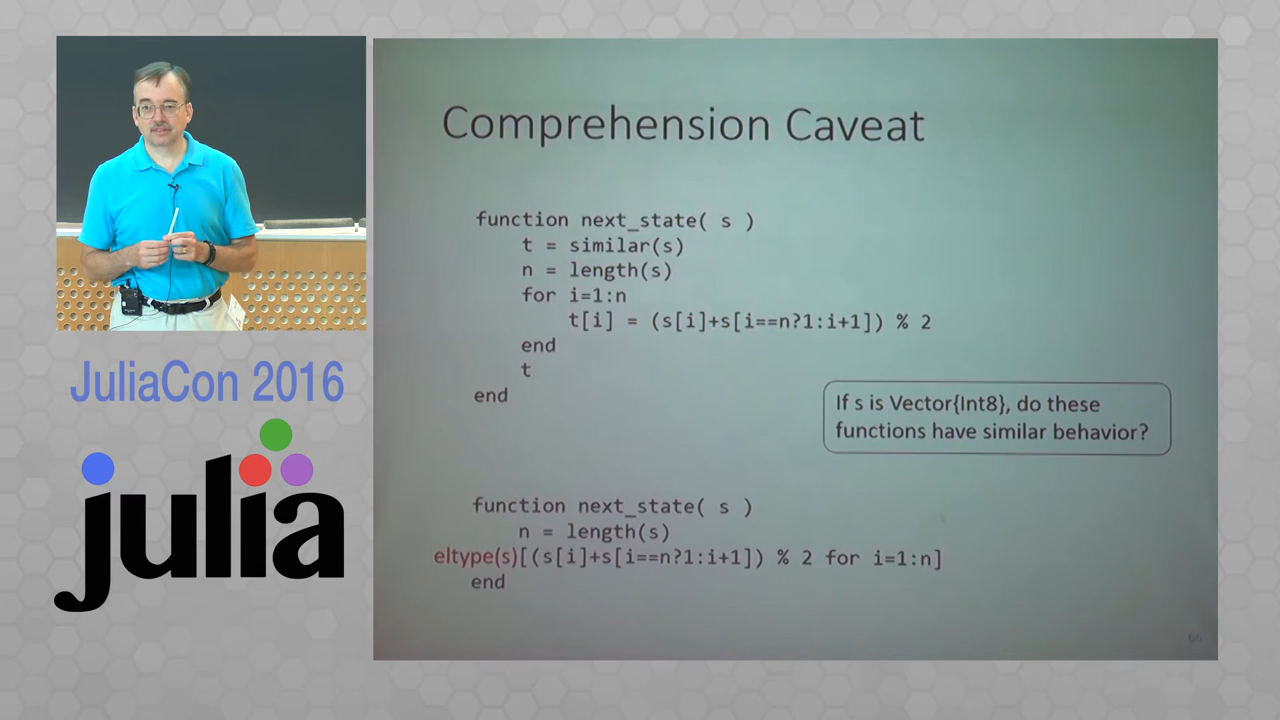 Comprehension Caveat
function next_state( s )
t = similar(s)
n = length(s)
for i=1:n
t[i] = (s[i]+s[i==n?1:i+1]) % 2
end
t
end
If s is Vector{Int8}, do these
functions have similar behavior?
function next_state( s )
n = length(s)
eltype(s)[(s[i]+s[i==n?1:i+1]) % 2 for i=1:n]
end
66
JuliaCon 2016
julia